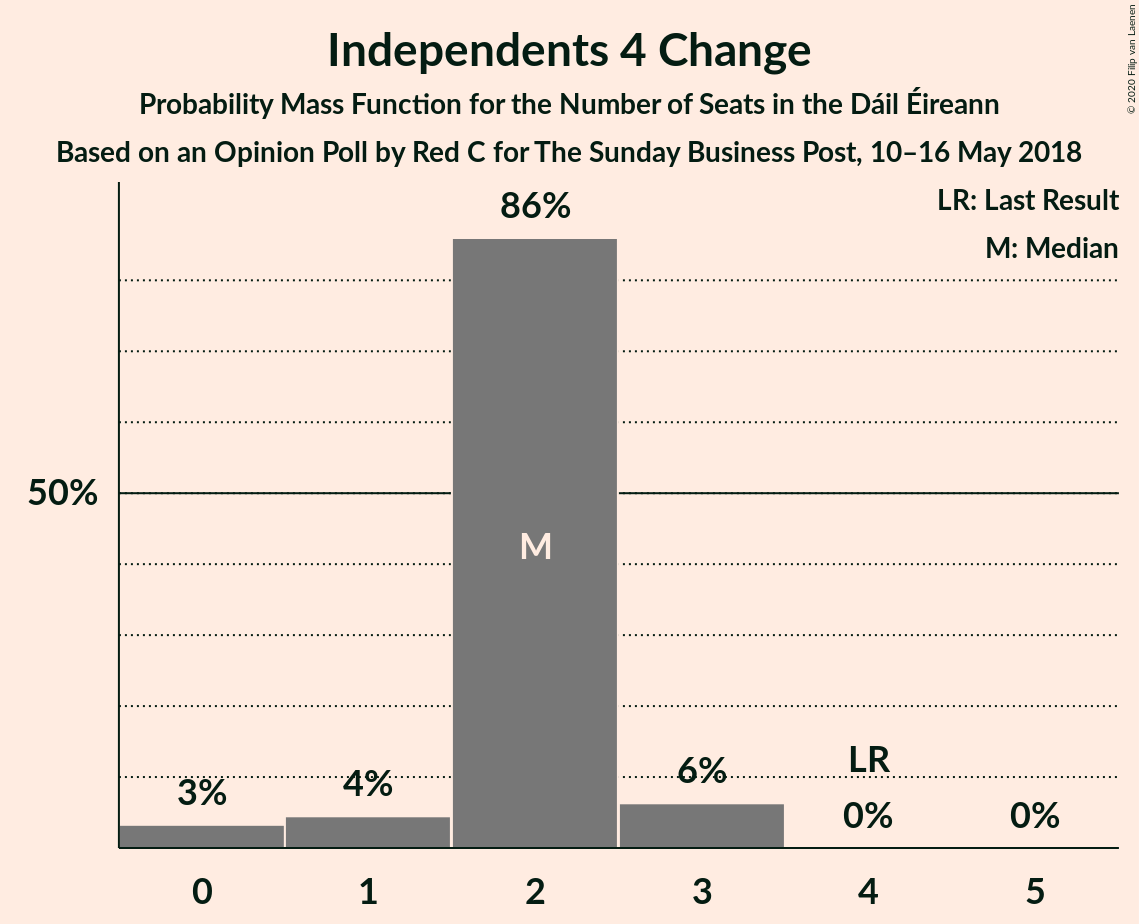 Independents 4 Change
Probability Mass Function for the Number of Seats in the Dáil Éireann
Based on an Opinion Poll by Red C for The Sunday Business Post, 10–16 May 2018
© 2020 Filip van Laenen
LR: Last Result
M: Median
86%
50%
M
3%
4%
6%
LR
0%
0%
0
1
2
3
4
5